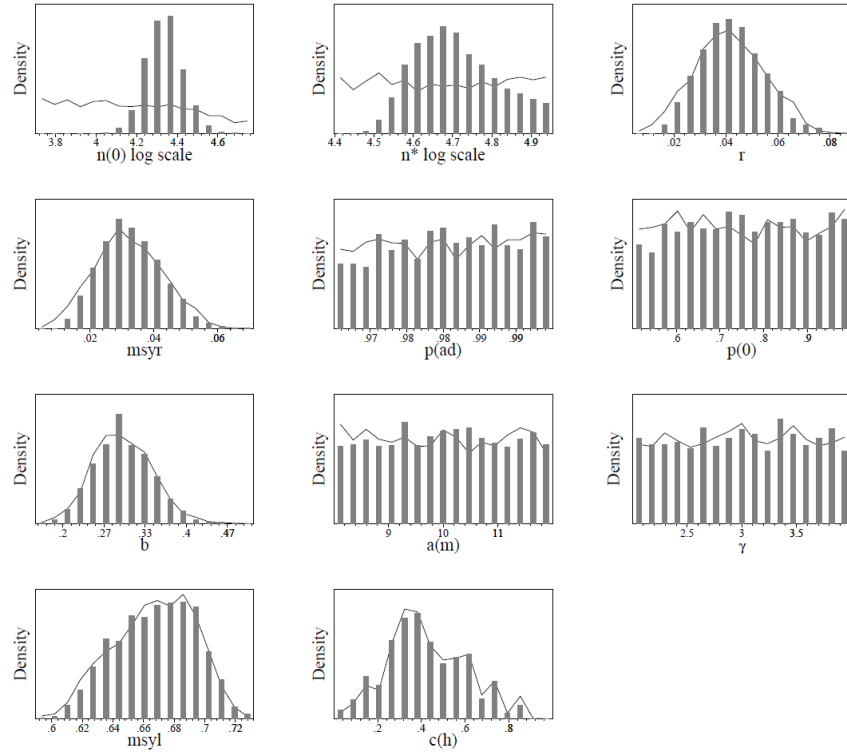 Density
3.8 4 4.2 4.4 4.6
n(0) log scale
Density
4.4 4.5 4.6 4.7 4.8 4.9
n* log scale
Density
.02 .04 .06 .08
r
Density
.02 .04 .06
msyr
Density
.97 .98 .98 .99 .99
p(ad)
Density
.6 .7 .8 .9
p(0)
Density
.2 .27 .33 .4 .47
b
Density
9 10 11
a(m)
Density
2.5 3 3.5
γ
Density
.6 .62 .64 .66 .68 .7 .72
msyl
Density
.2 .4 .6 .8
c(h)